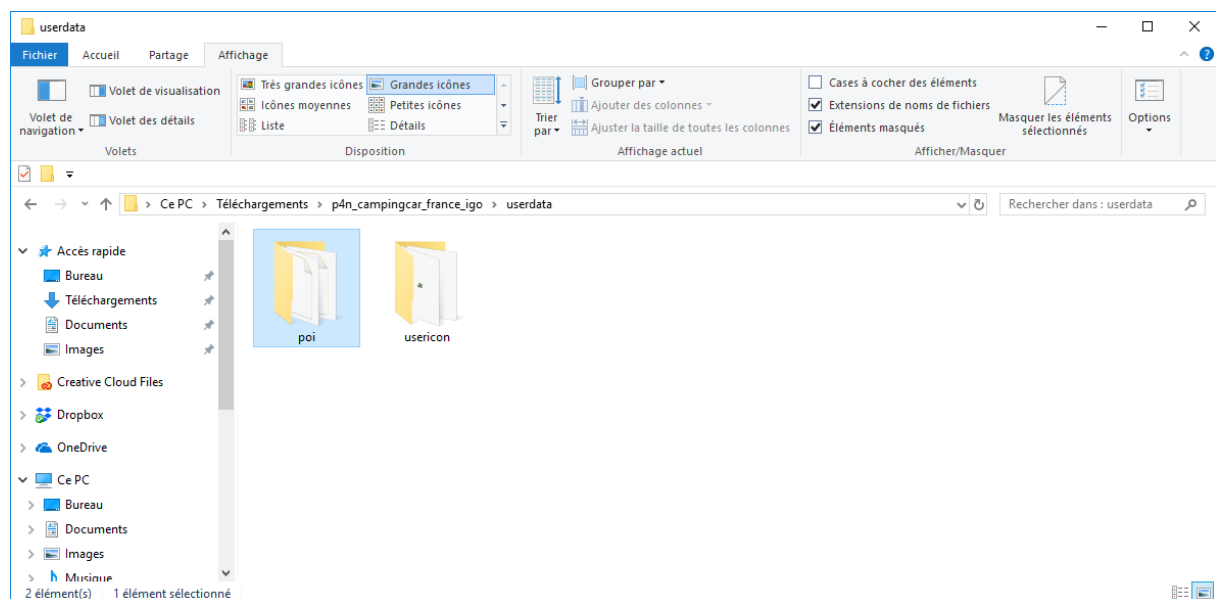 userdata
Fichier Accueil Partage Affichage
Volet de navigation
Volet de visualisation
Volet des détails
Volets
Très grandes icônes Grandes icônes
Icônes moyennes Petites icônes
Liste Détails
Disposition
Trier par
Grouper par
Ajouter des colonnes
Ajuster la taille de toutes les colonnes
Affichage actuel
Cases à cocher des éléments
Extensions de noms de fichiers
Éléments masqués
Masquer les éléments
sélectionnés
Afficher/Masquer
Options
Ce PC > Téléchargements > p4n_campingcar_france_igo > userdata
Rechercher dans : userdata
Accès rapide
Bureau
Téléchargements
Documents
Images
Creative Cloud Files
Dropbox
OneDrive
Ce PC
Bureau
Documents
Images
Musique
poi
usericon
2 élément(s) 1 élément sélectionné